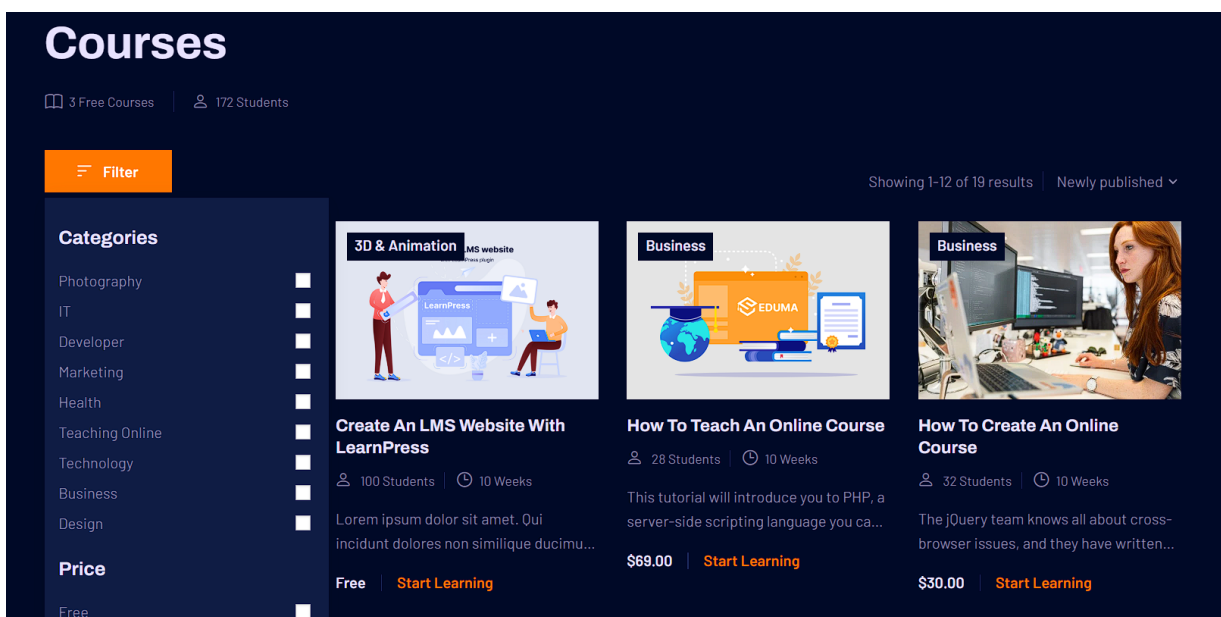 Courses
3 Free Courses
172 Students
Filter
Showing 1-12 of 19 results
Newly published
Categories
Photography
IT
Developer
Marketing
Health
Teaching Online
Technology
Business
Design
Price
Free
3D & Animation
LMS website
Press plugin
LearnPress
</>
Create An LMS Website With
LearnPress
100 Students
10 Weeks
Lorem ipsum dolor sit amet. Qui
incidunt dolores non similique ducimu...
Free
Start Learning
Business
EDUMA
How To Teach An Online Course
28 Students
10 Weeks
This tutorial will introduce you to PHP, a
server-side scripting language you ca...
$69.00
Start Learning
Business
How To Create An Online
Course
32 Students
10 Weeks
The jQuery team knows all about cross-
browser issues, and they have written...
$30.00
Start Learning